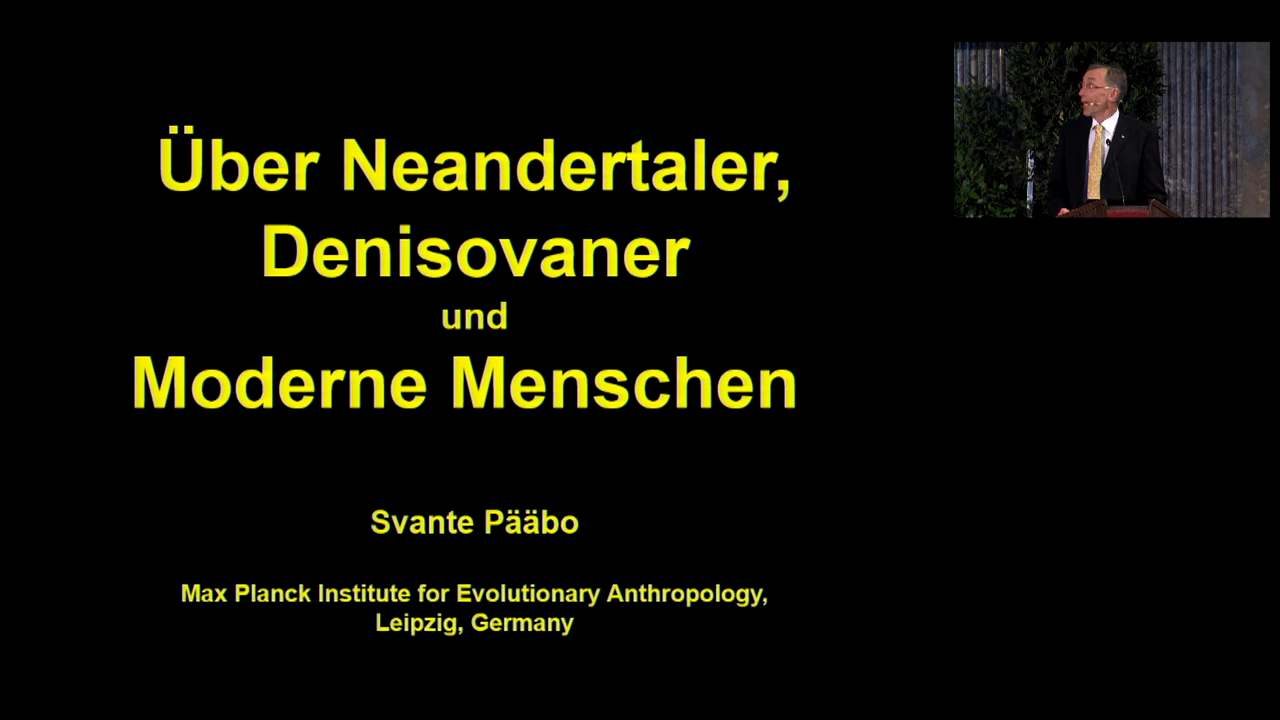 Über Neandertaler,
Denisovaner
und
Moderne Menschen
Svante Pääbo
Max Planck Institute for Evolutionary Anthropology,
Leipzig, Germany